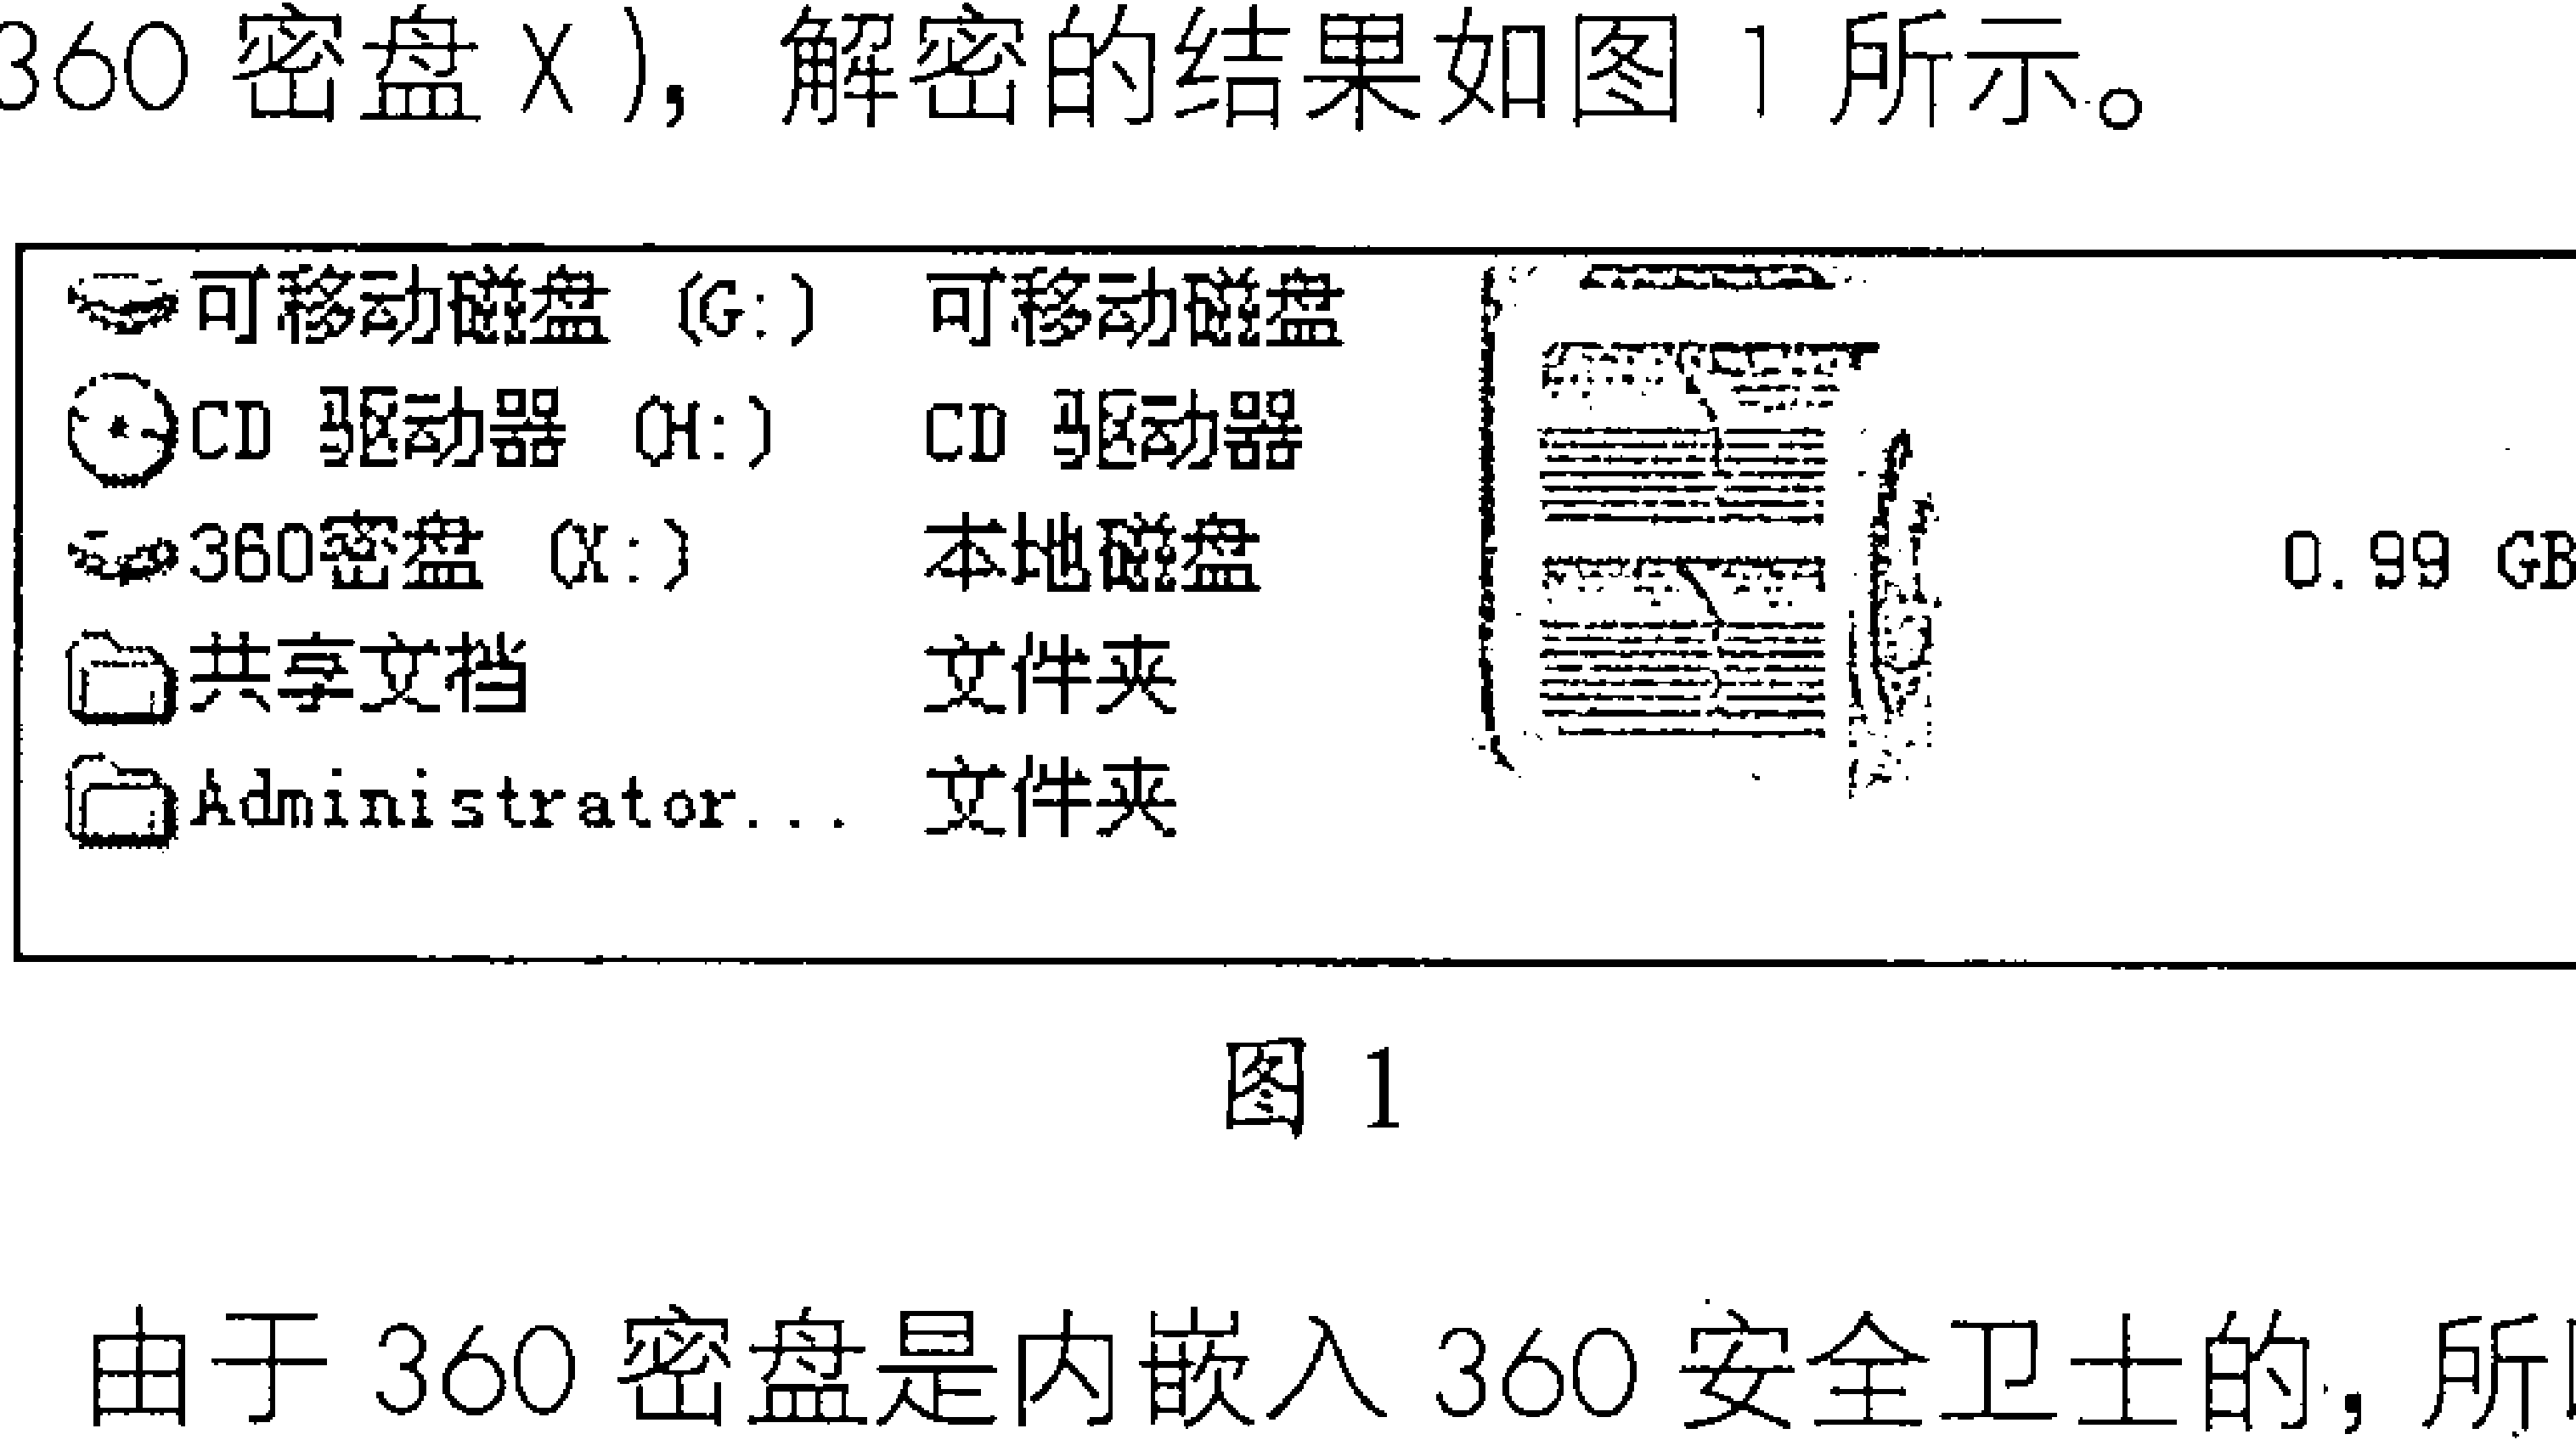 360 密盘 X )，解密的结果如图 1 所示。
可移动磁盘 (G:) 可移动磁盘
CD 驱动器 (H:) CD 驱动器
360密盘 (X:) 本地磁盘 0.99 GB
共享文档 文件夹
Administrator... 文件夹
图 1
由于 360 密盘是内嵌入 360 安全卫士的，所